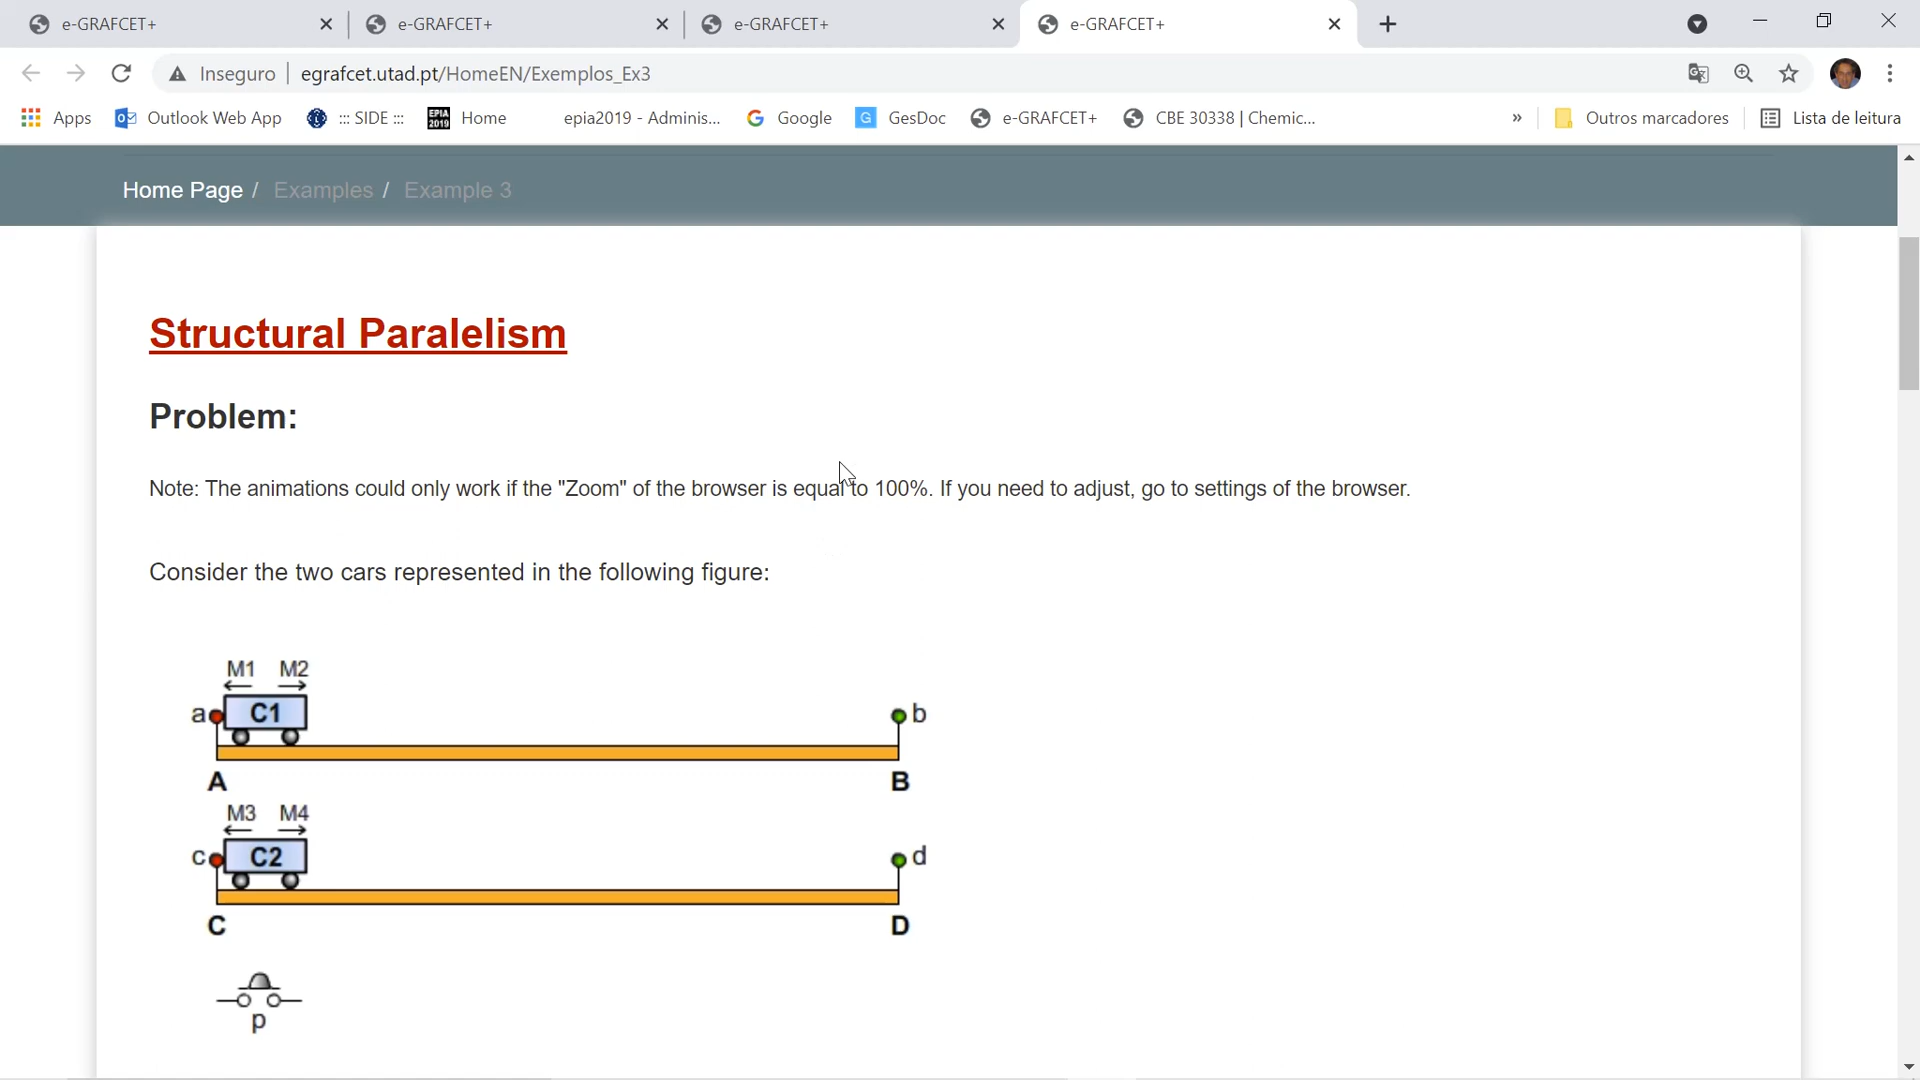 e-GRAFCET+ e-GRAFCET+ e-GRAFCET+ e-GRAFCET+
Inseguro egrafcet.utad.pt/HomeEN/Exemplos_Ex3
Apps Outlook Web App ::: SIDE ::: EPIA 2019 Home epia2019 - Adminis... Google G GesDoc e-GRAFCET+ CBE 30338 | Chemic... » Outros marcadores Lista de leitura
Home Page / Examples / Example 3
Structural Paralelism
Problem:
Note: The animations could only work if the "Zoom" of the browser is equal to 100%. If you need to adjust, go to settings of the browser.
Consider the two cars represented in the following figure:
M1 M2
a C1 b
A B
M3 M4
c C2 d
C D
p